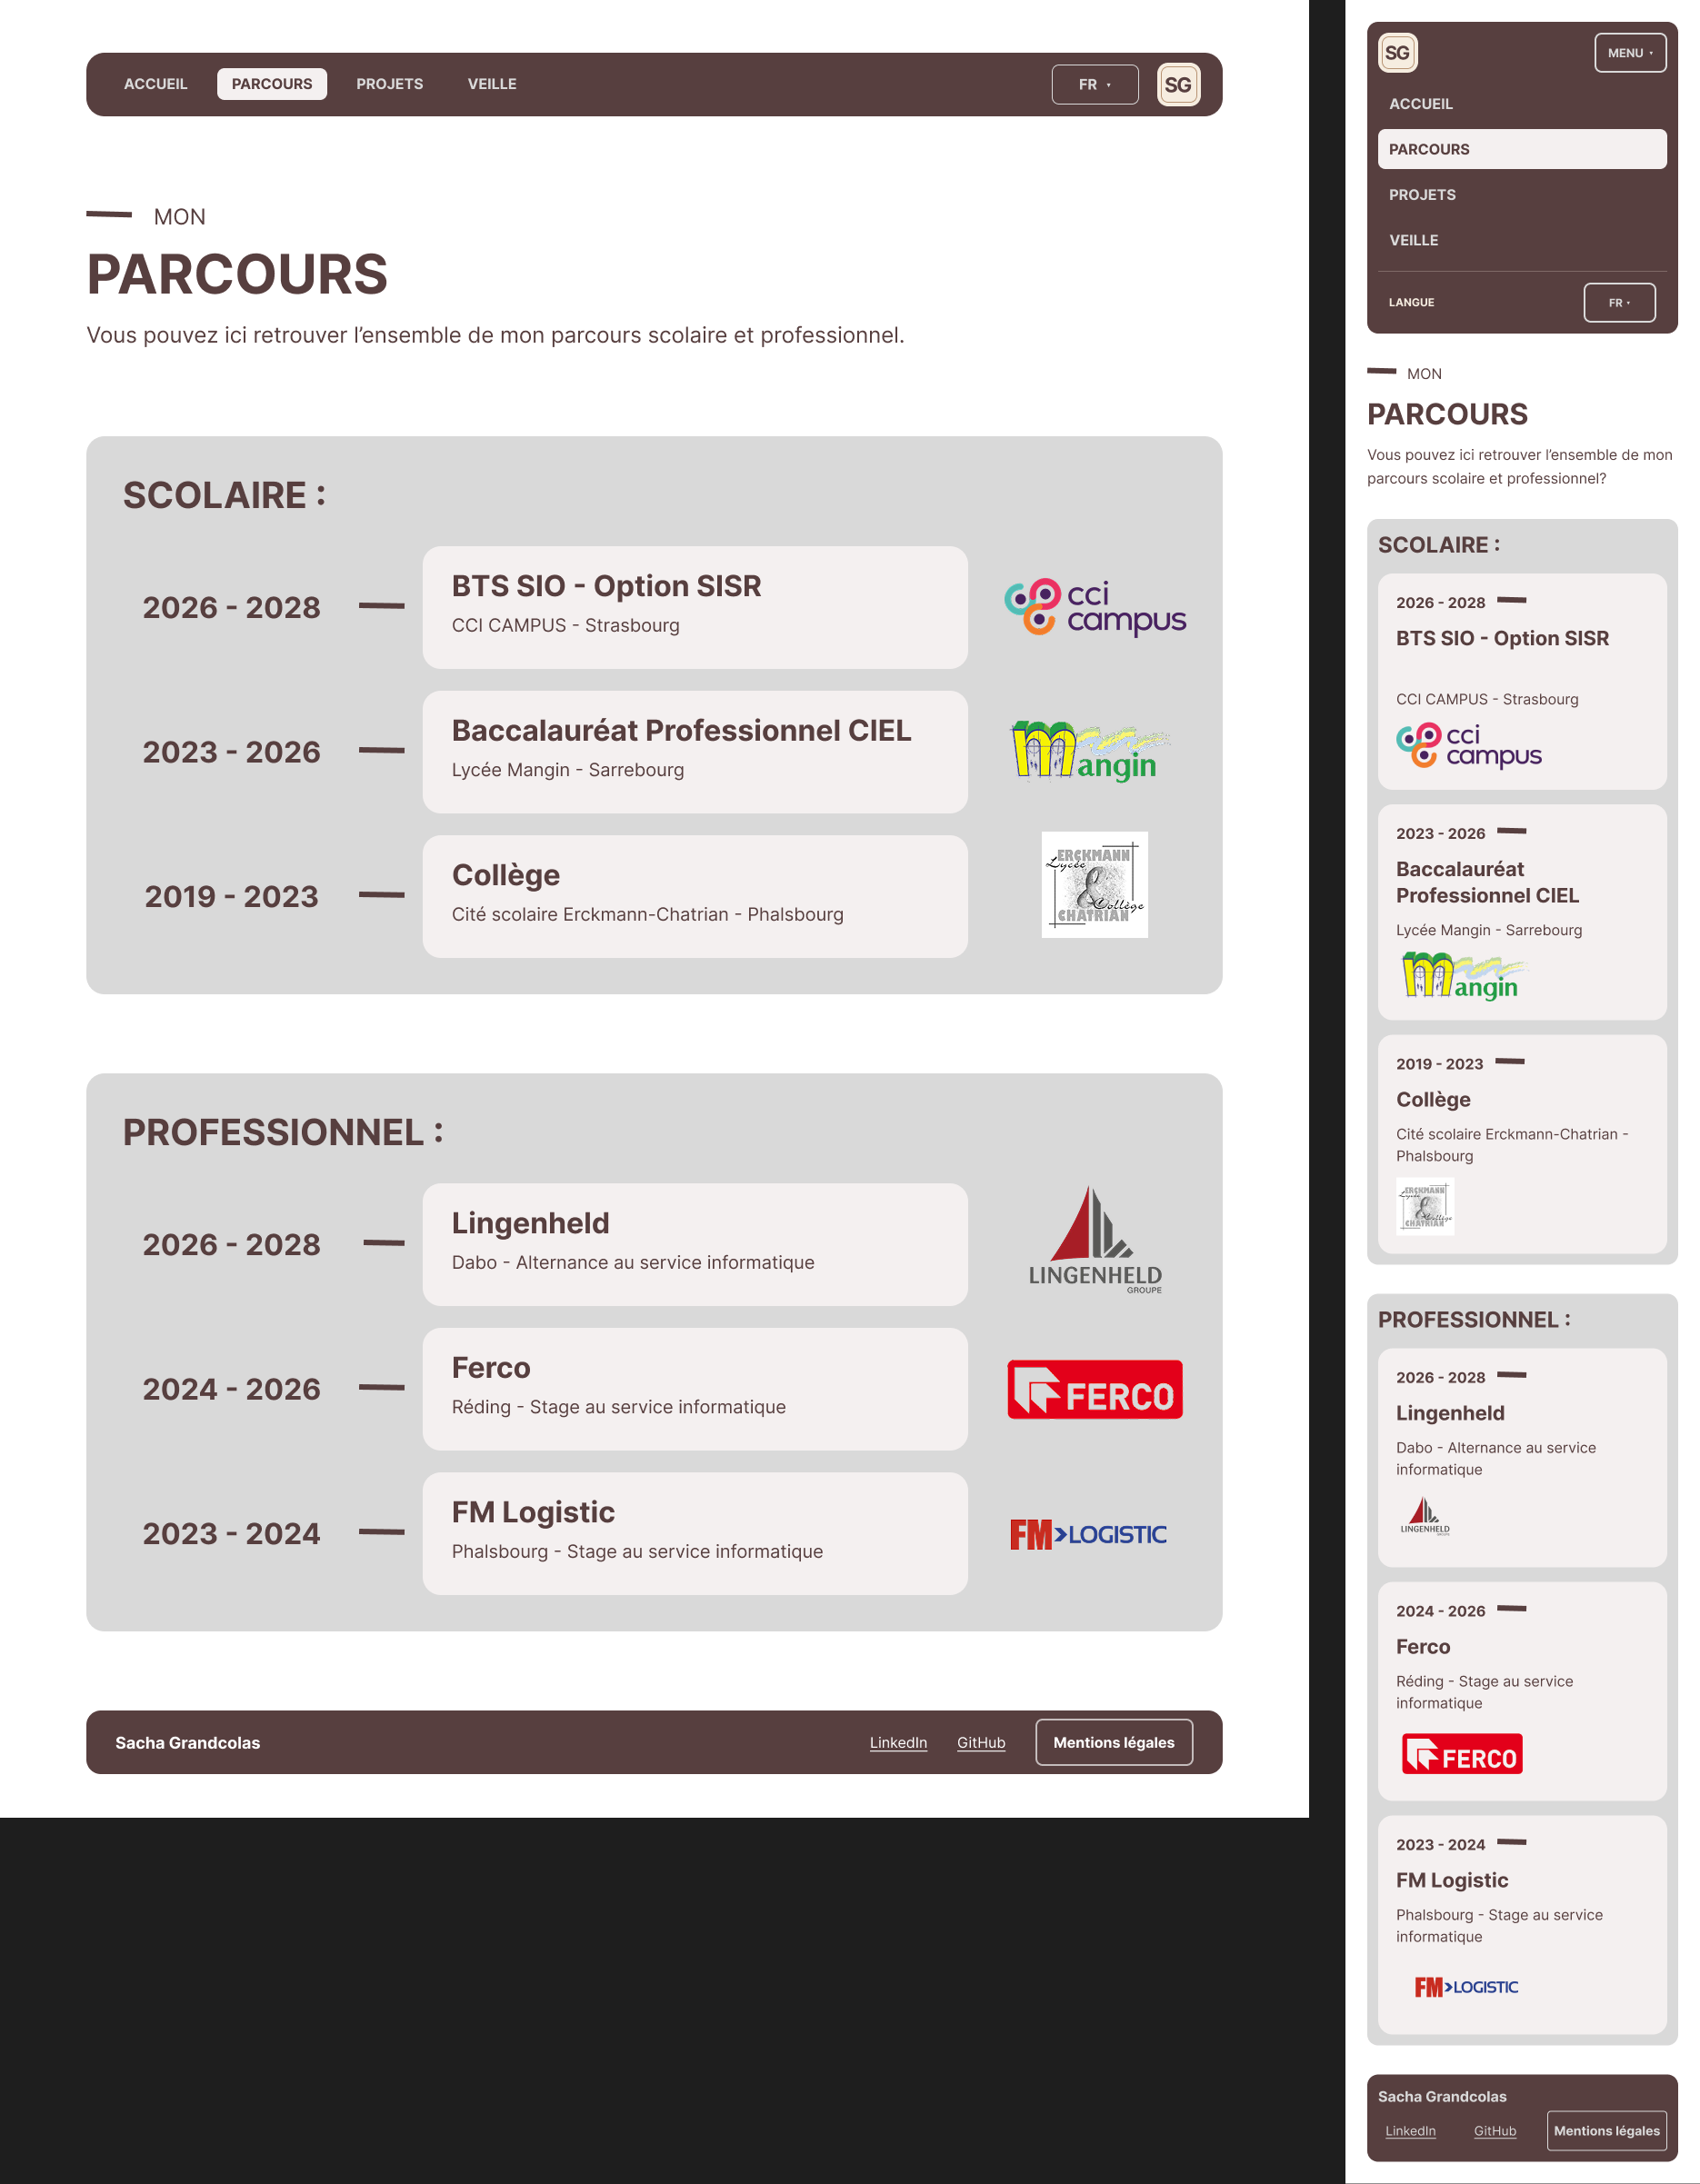 ACCUEIL PARCOURS PROJETS VEILLE FR SG
MON
PARCOURS
Vous pouvez ici retrouver l’ensemble de mon parcours scolaire et professionnel.
SCOLAIRE :
2026 - 2028
BTS SIO - Option SISR
CCI CAMPUS - Strasbourg
cci
campus
2023 - 2026
Baccalauréat Professionnel CIEL
Lycée Mangin - Sarrebourg
mangin
2019 - 2023
Collège
Cité scolaire Erckmann-Chatrian - Phalsbourg
ERCKMANN
Lycée
&
Collège
CHATRIAN
PROFESSIONNEL :
2026 - 2028
Lingenheld
Dabo - Alternance au service informatique
LINGENHELD
GROUPE
2024 - 2026
Ferco
Réding - Stage au service informatique
FERCO
2023 - 2024
FM Logistic
Phalsbourg - Stage au service informatique
FM LOGISTIC
Sacha Grandcolas LinkedIn GitHub Mentions légales
SG MENU
ACCUEIL
PARCOURS
PROJETS
VEILLE
LANGUE FR
MON
PARCOURS
Vous pouvez ici retrouver l’ensemble de mon
parcours scolaire et professionnel?
SCOLAIRE :
2026 - 2028
BTS SIO - Option SISR
CCI CAMPUS - Strasbourg
cci
campus
2023 - 2026
Baccalauréat
Professionnel CIEL
Lycée Mangin - Sarrebourg
mangin
2019 - 2023
Collège
Cité scolaire Erckmann-Chatrian -
Phalsbourg
ERCKMANN
Lycée
&
Collège
CHATRIAN
PROFESSIONNEL :
2026 - 2028
Lingenheld
Dabo - Alternance au service
informatique
LINGENHELD
GROUPE
2024 - 2026
Ferco
Réding - Stage au service
informatique
FERCO
2023 - 2024
FM Logistic
Phalsbourg - Stage au service
informatique
FM LOGISTIC
Sacha Grandcolas
LinkedIn GitHub Mentions légales